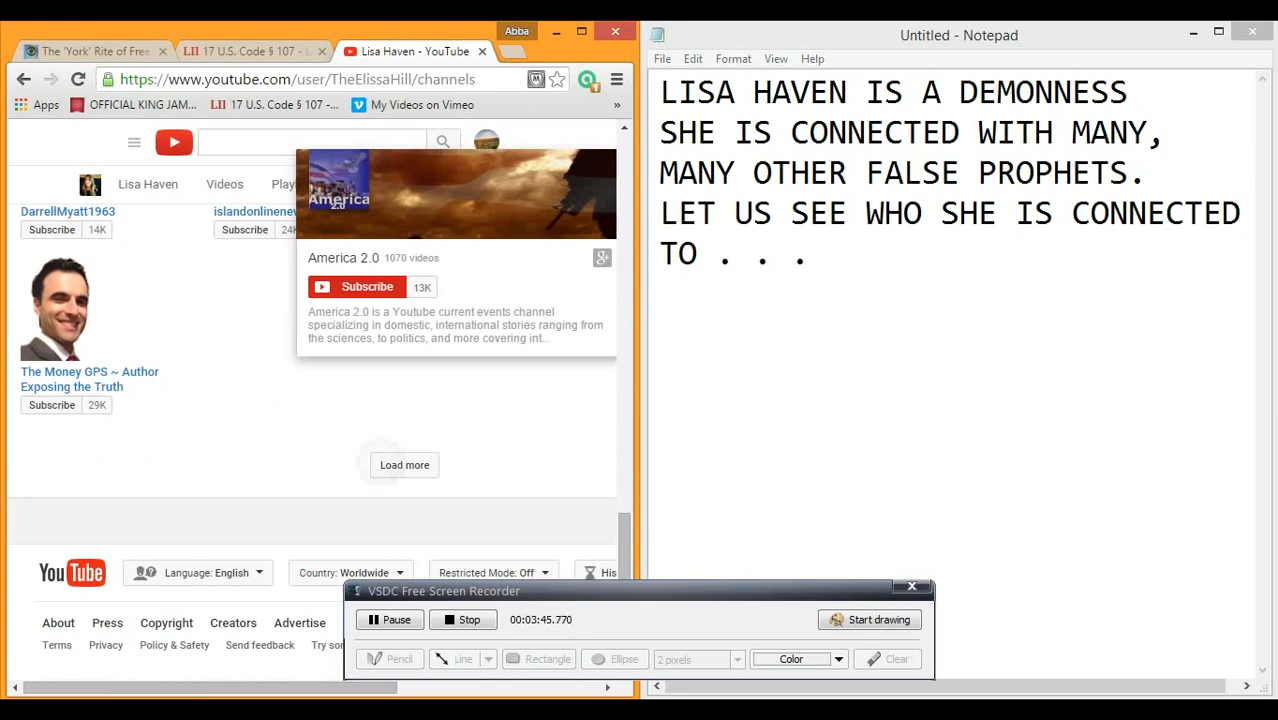 Abba
The 'York' Rite of Free
LII 17 U.S. Code § 107 - L
Lisa Haven - YouTube
https://www.youtube.com/user/TheElissaHill/channels
Apps
OFFICIAL KING JAM...
LII 17 U.S. Code § 107 -...
My Videos on Vimeo
»
Lisa Haven
Videos
Playl
DarrellMyatt1963
Subscribe 14K
islandonlinenew
Subscribe 24K
America 2.0
America 2.0 1070 videos
Subscribe 13K
America 2.0 is a Youtube current events channel
specializing in domestic, international stories ranging from
the sciences, to politics, and more covering int...
The Money GPS ~ Author
Exposing the Truth
Subscribe 29K
Load more
YouTube
Language: English
Country: Worldwide
Restricted Mode: Off
His
About Press Copyright Creators Advertise
Terms Privacy Policy & Safety Send feedback Try so
Untitled - Notepad
File Edit Format View Help
LISA HAVEN IS A DEMONNESS
SHE IS CONNECTED WITH MANY,
MANY OTHER FALSE PROPHETS.
LET US SEE WHO SHE IS CONNECTED
TO . . .
VSDC Free Screen Recorder
Pause
Stop
00:03:45.770
Start drawing
Pencil
Line
Rectangle
Ellipse
2 pixels
Color
Clear